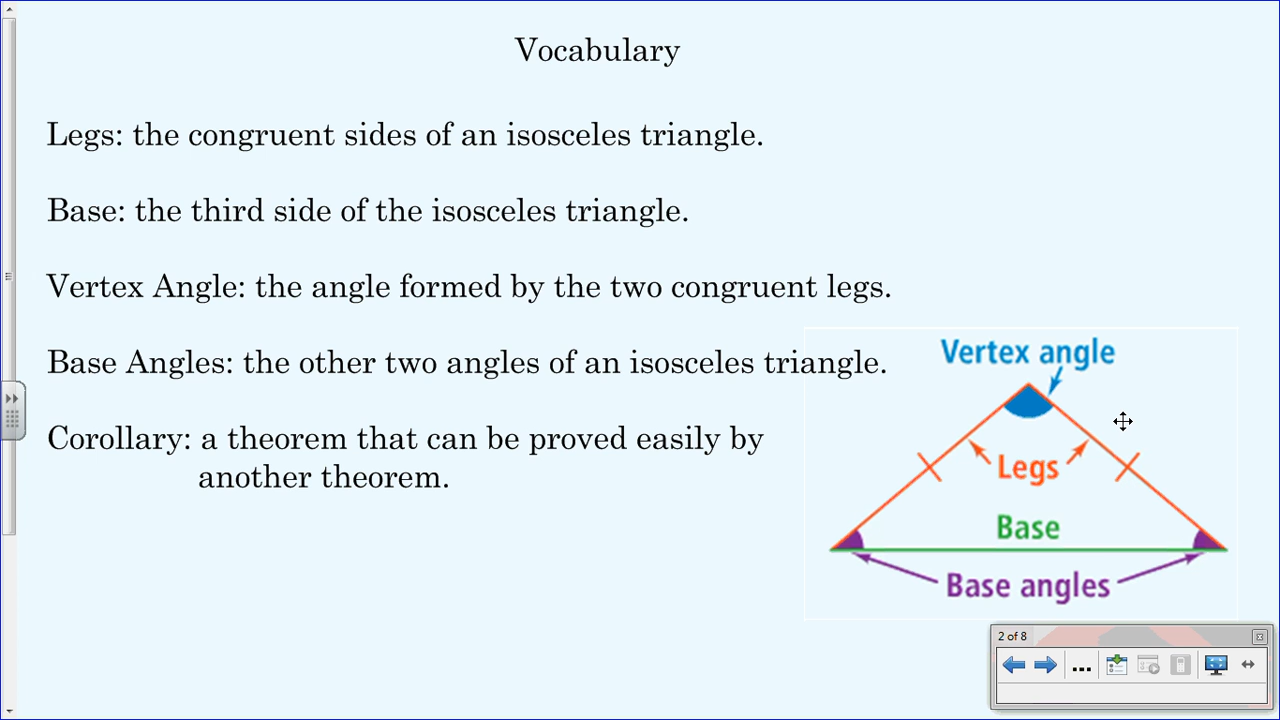 Vocabulary
Legs: the congruent sides of an isosceles triangle.
Base: the third side of the isosceles triangle.
Vertex Angle: the angle formed by the two congruent legs.
Base Angles: the other two angles of an isosceles triangle.
Corollary: a theorem that can be proved easily by
another theorem.
Vertex angle
Legs
Base
Base angles
2 of 8
...